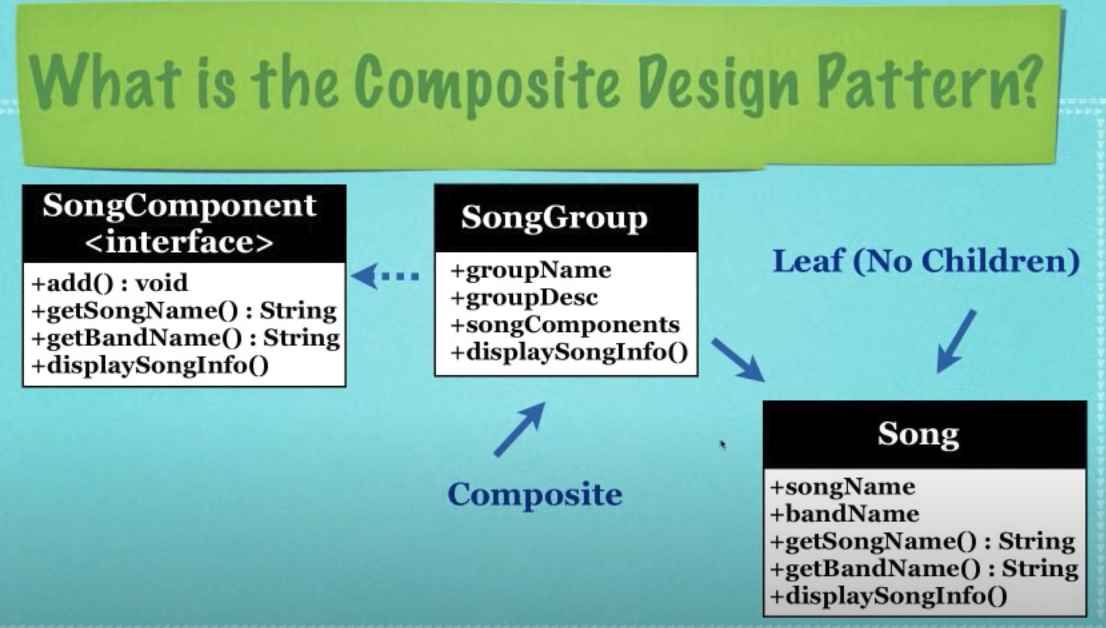 What is the Composite Design Pattern?
SongComponent
<interface>
+add() : void
+getSongName() : String
+getBandName() : String
+displaySongInfo()
SongGroup
+groupName
+groupDesc
+songComponents
+displaySongInfo()
Composite
Leaf (No Children)
Song
+songName
+bandName
+getSongName() : String
+getBandName() : String
+displaySongInfo()